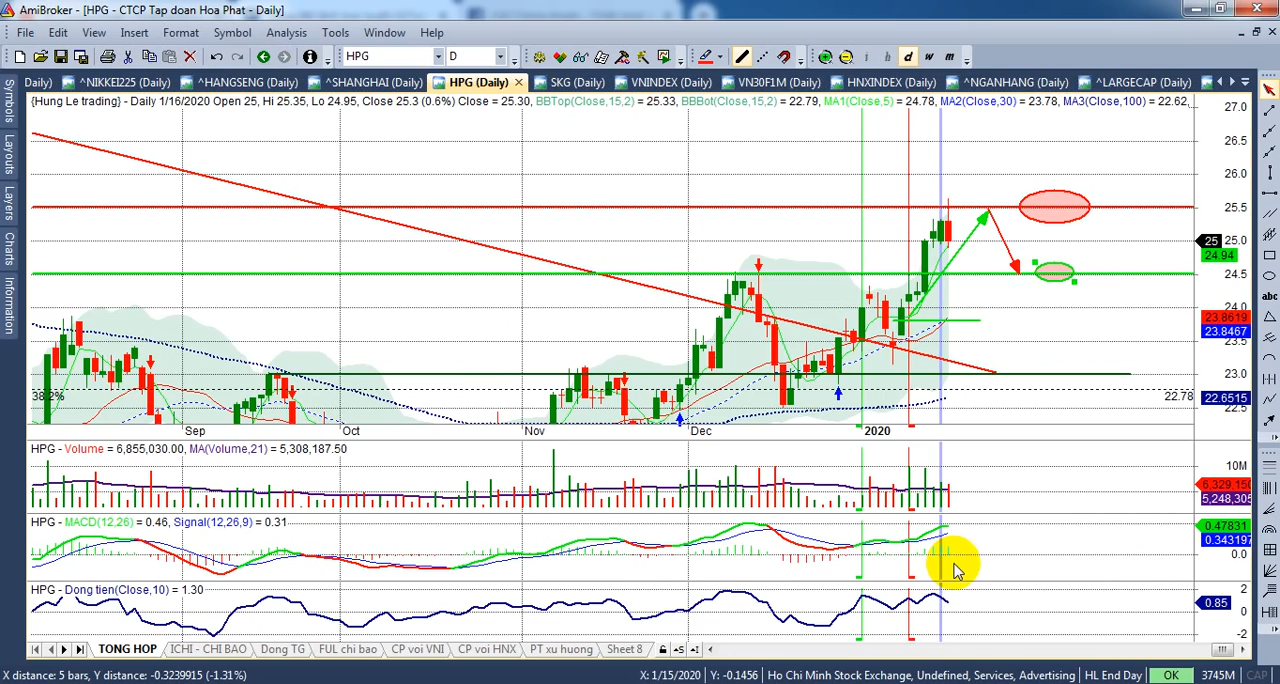 AmiBroker - [HPG - CTCP Tap doan Hoa Phat - Daily]
File Edit View Insert Format Symbol Analysis Tools Window Help
HPG D i h d w m
Daily) ^NIKKEI225 (Daily) ^HANGSENG (Daily) ^SHANGHAI (Daily) HPG (Daily) SKG (Daily) VNINDEX (Daily) VN30F1M (Daily) HNXINDEX (Daily) ^NGANHANG (Daily) ^LARGECAP (Daily)
Symbols
Layouts
Layers
Charts
Information
{Hung Le trading} - Daily 1/16/2020 Open 25, Hi 25.35, Lo 24.95, Close 25.3 (0.6%) Close = 25.30, BBTop(Close,15,2) = 25.33, BBBot(Close,15,2) = 22.79, MA1(Close,5) = 24.78, MA2(Close,30) = 23.78, MA3(Close,100) = 22.62,
27.0
26.5
26.0
25.5
25.0
25
24.94
24.5
24.0
23.8619
23.8467
23.5
23.0
38.2%
22.78
22.6515
22.5
Sep Oct Nov Dec 2020
HPG - Volume = 6,855,030.00, MA(Volume,21) = 5,308,187.50
10M
6,329,150
5,248,305
HPG - MACD(12,26) = 0.46, Signal(12,26,9) = 0.31
0.47831
0.343197
0.0
HPG - Dong tien(Close,10) = 1.30
2
0.85
0
-2
abc
TONG HOP ICHI - CHI BAO Dong TG FUL chi bao CP voi VNI CP voi HNX PT xu huong Sheet 8
X distance: 5 bars, Y distance: -0.3239915 (-1.31%) X: 1/15/2020 Y: -0.1456 Ho Chi Minh Stock Exchange, Undefined, Services, Advertising HL End Day OK 3745M CAP